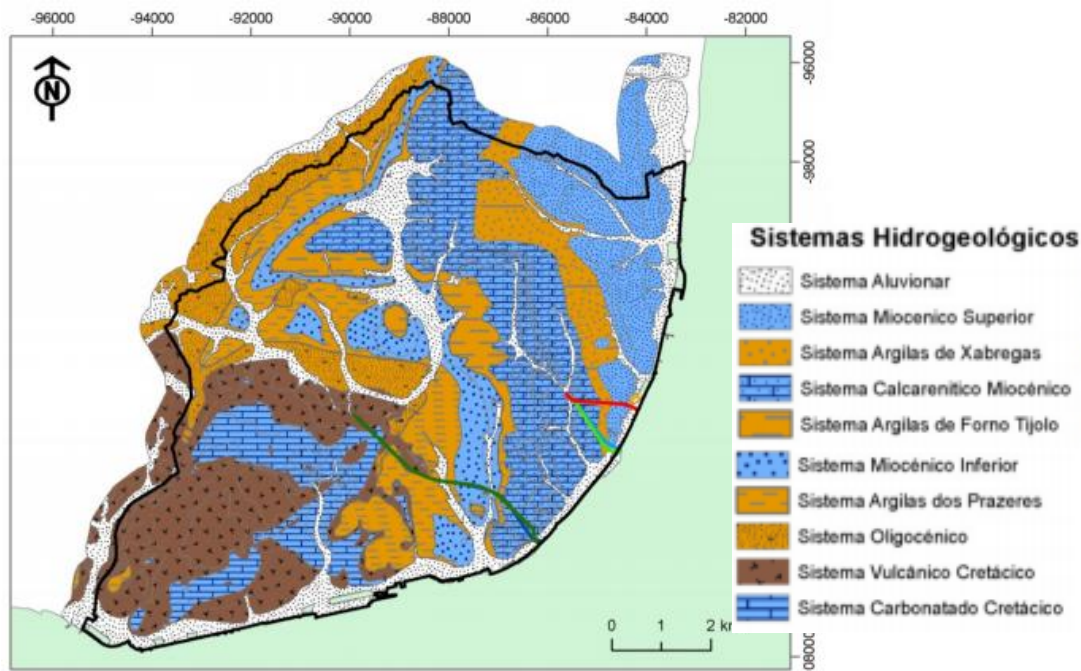 -96000 -94000 -92000 -90000 -88000 -86000 -84000 -82000
-96000
-98000
N
Sistemas Hidrogeológicos
Sistema Aluvionar
Sistema Miocenico Superior
Sistema Argilas de Xabregas
Sistema Calcarenitico Miocénico
Sistema Argilas de Forno Tijolo
Sistema Miocénico Inferior
Sistema Argilas dos Prazeres
Sistema Oligocénico
Sistema Vulcânico Cretácico
Sistema Carbonatado Cretácico
0 1 2